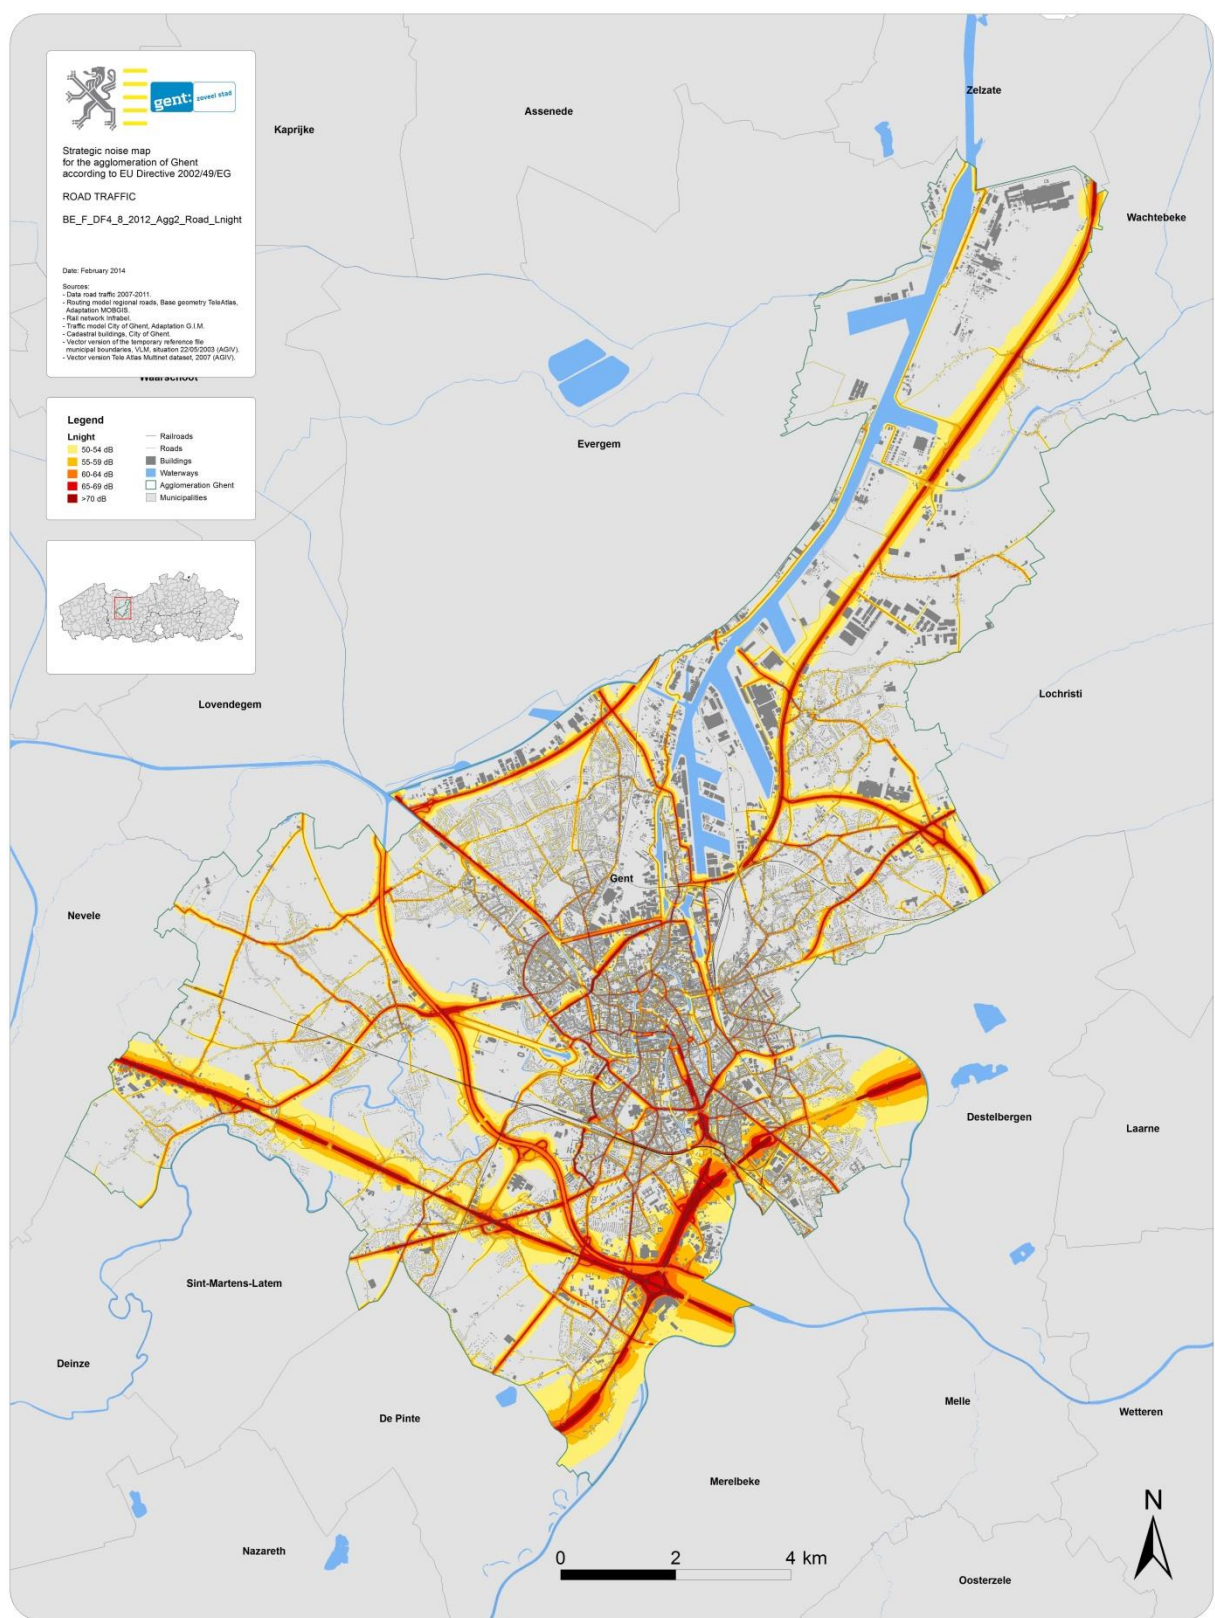 gent: zoveel stad
Strategic noise map
for the agglomeration of Ghent
according to EU Directive 2002/49/EG
ROAD TRAFFIC
BE_F_DF4_8_2012_Agg2_Road_Lnight
Date: February 2014
Sources:
- Data road traffic 2007-2011.
- Routing model regional roads, Base geometry TeleAtlas,
Adaptation MOBGIS.
- Rail network Infrabel.
- Traffic model City of Ghent, Adaptation G.I.M.
- Cadastral buildings, City of Ghent.
- Vector version of the temporary reference file
municipal boundaries, VLM, situation 22/05/2003 (AGIV).
- Vector version Tele Atlas Multinet dataset, 2007 (AGIV).
Waarschoot
Legend
Lnight
50-54 dB
55-59 dB
60-64 dB
65-69 dB
>70 dB
Railroads
Roads
Buildings
Waterways
Agglomeration Ghent
Municipalities
Zelzate
Assenede
Kaprijke
Wachtebeke
Evergem
Lochristi
Lovendegem
Gent
Nevele
Destelbergen
Laarne
Sint-Martens-Latem
Deinze
De Pinte
Melle
Wetteren
Merelbeke
Nazareth
Oosterzele
N
0 2 4 km